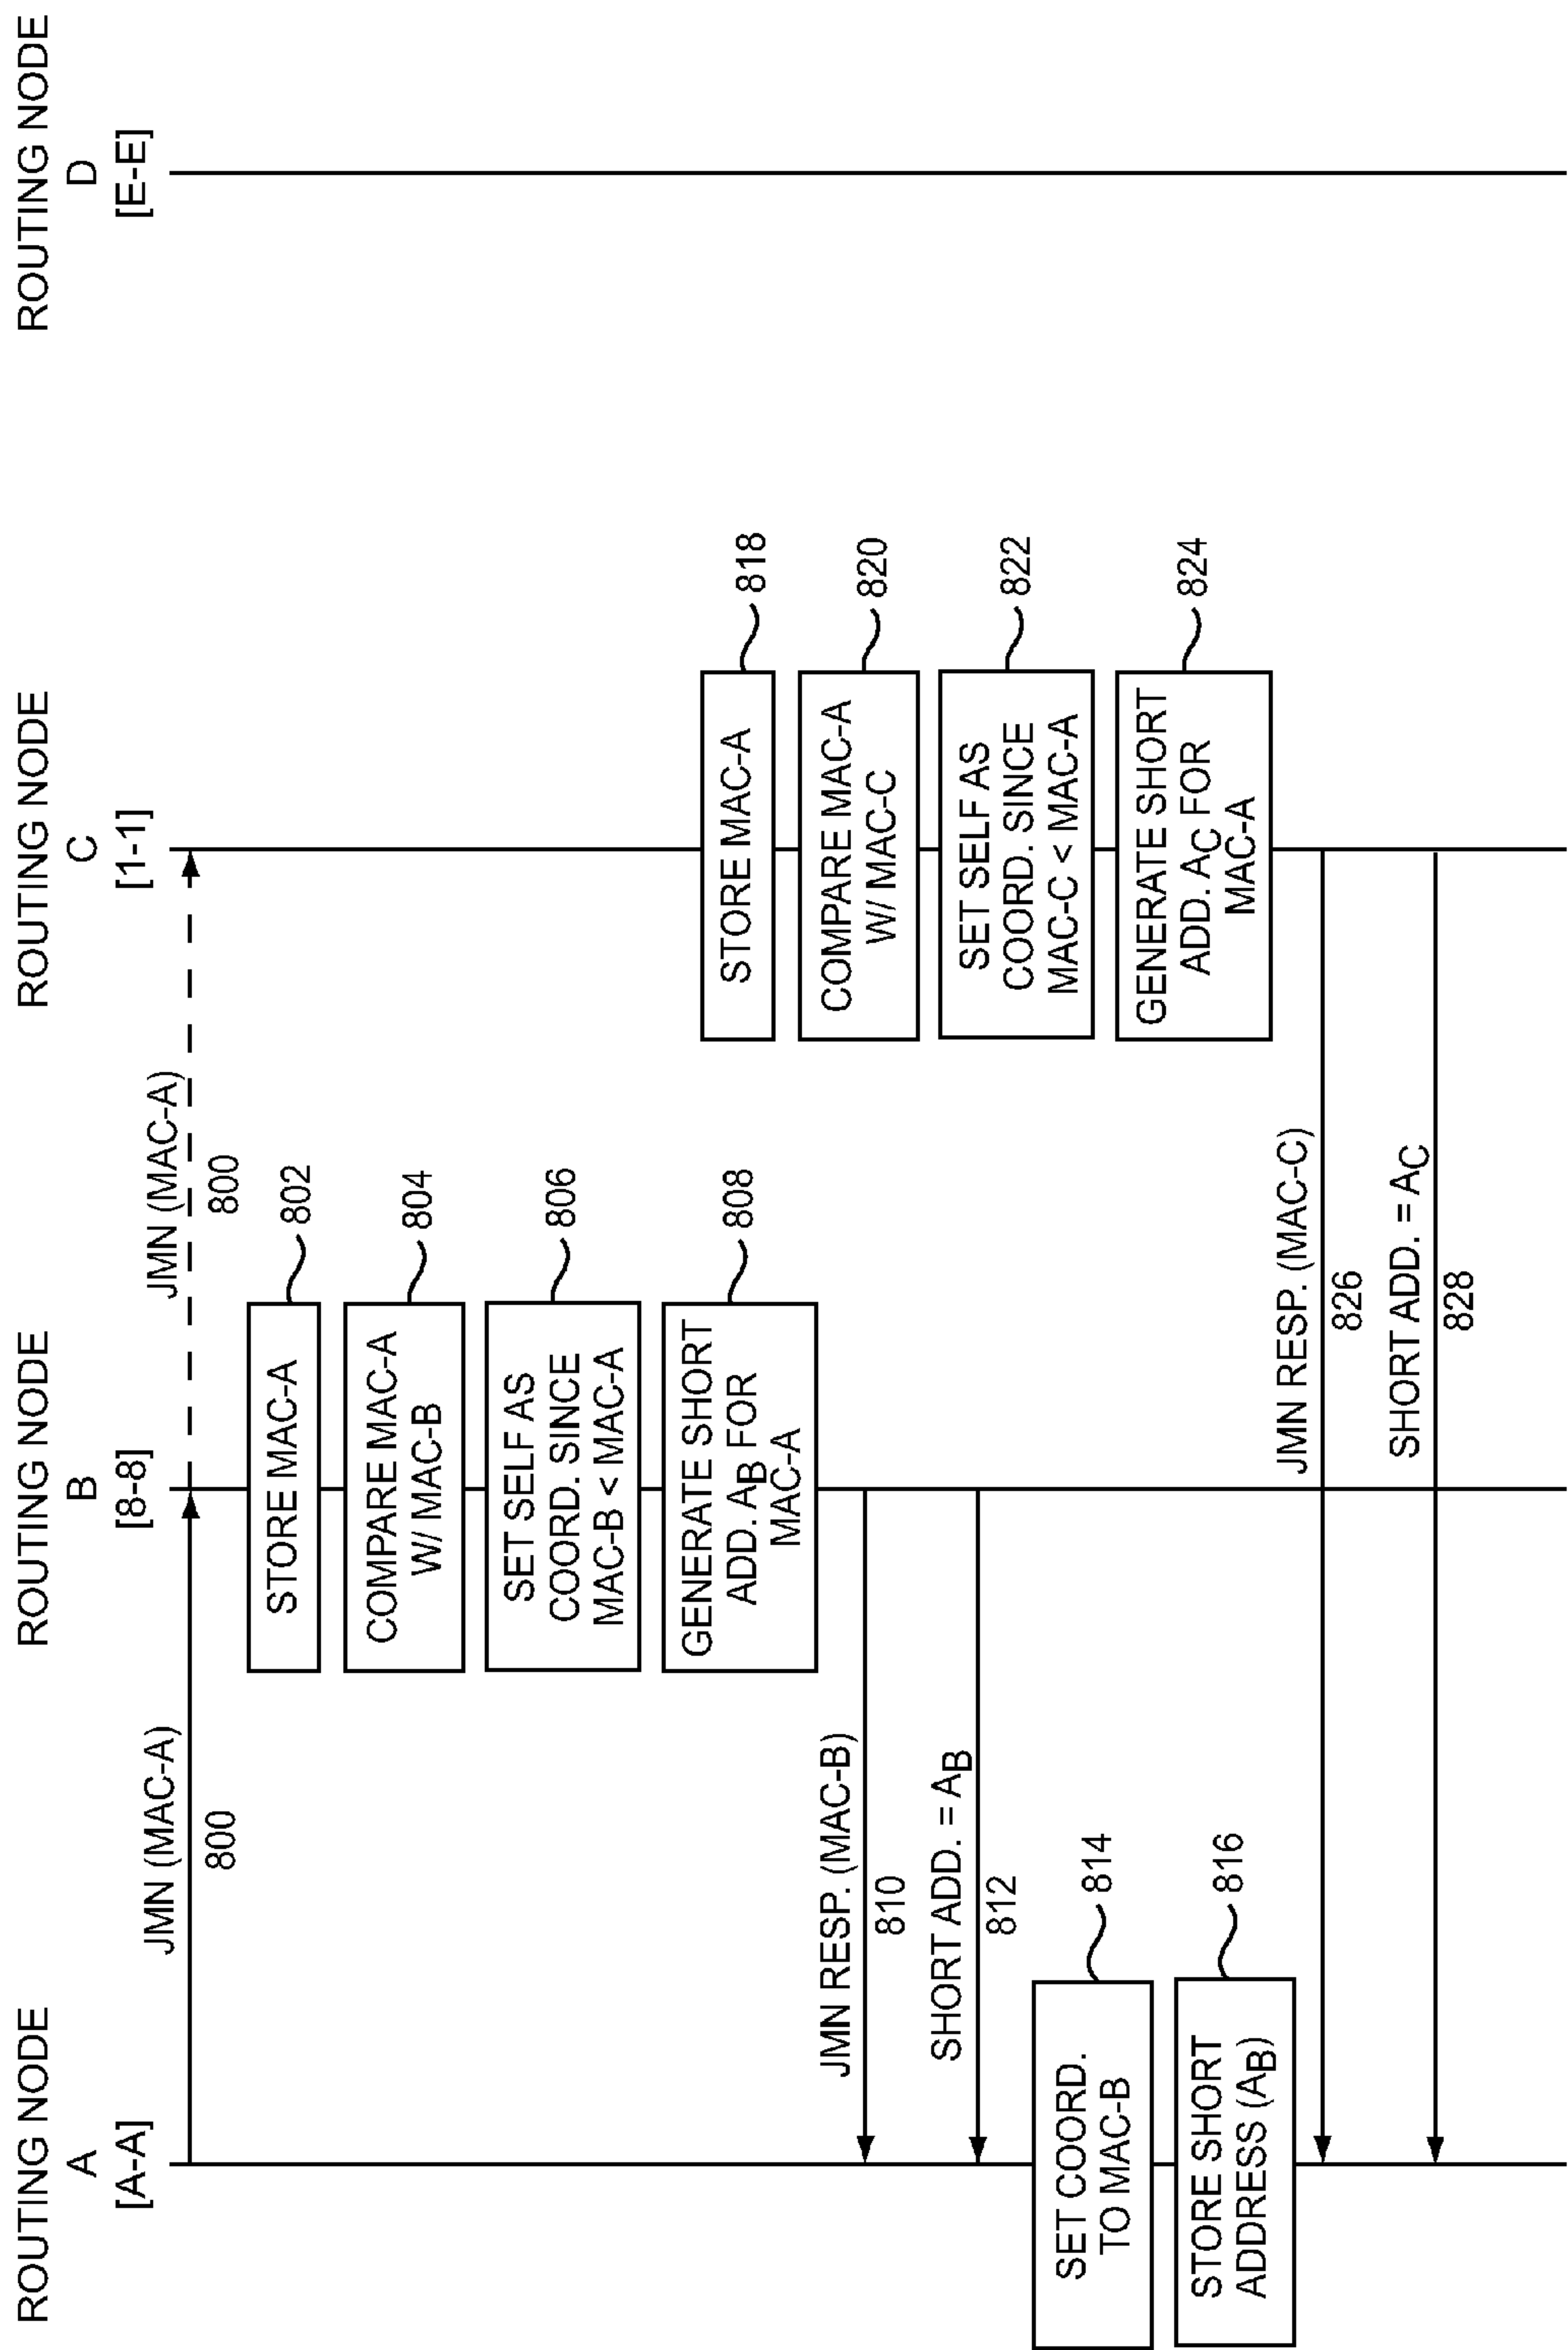 ROUTING NODE
A
[A-A]
ROUTING NODE
B
[8-8]
ROUTING NODE
C
[1-1]
ROUTING NODE
D
[E-E]
JMN (MAC-A)
800
JMN (MAC-A)
800
STORE MAC-A
802
COMPARE MAC-A
W/ MAC-B
804
SET SELF AS
COORD. SINCE
MAC-B < MAC-A
806
GENERATE SHORT
ADD. AB FOR
MAC-A
808
JMN RESP. (MAC-B)
810
SHORT ADD. = AB
812
SET COORD.
TO MAC-B
814
STORE SHORT
ADDRESS (AB)
816
STORE MAC-A
818
COMPARE MAC-A
W/ MAC-C
820
SET SELF AS
COORD. SINCE
MAC-C < MAC-A
822
GENERATE SHORT
ADD. AC FOR
MAC-A
824
JMN RESP. (MAC-C)
826
SHORT ADD. = AC
828